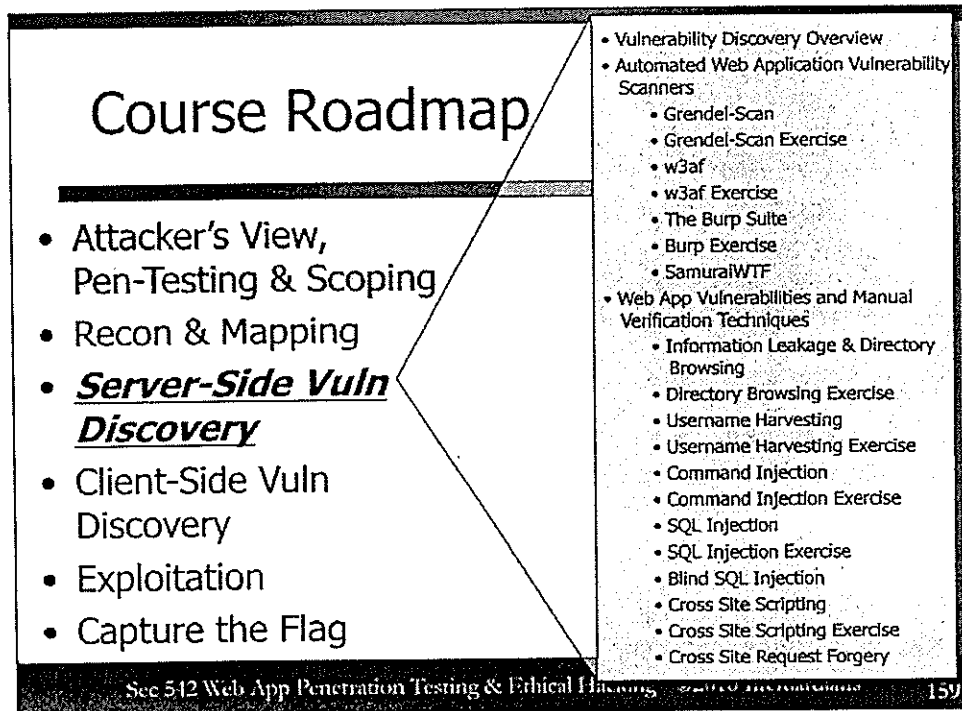 Course Roadmap
• Attacker's View,
Pen-Testing & Scoping
• Recon & Mapping
• Server-Side Vuln
Discovery
• Client-Side Vuln
Discovery
• Exploitation
• Capture the Flag
• Vulnerability Discovery Overview
• Automated Web Application Vulnerability
Scanners
• Grendel-Scan
• Grendel-Scan Exercise
• w3af
• w3af Exercise
• The Burp Suite
• Burp Exercise
• SamuraiWTF
• Web App Vulnerabilities and Manual
Verification Techniques
• Information Leakage & Directory
Browsing
• Directory Browsing Exercise
• Username Harvesting
• Username Harvesting Exercise
• Command Injection
• Command Injection Exercise
• SQL Injection
• SQL Injection Exercise
• Blind SQL Injection
• Cross Site Scripting
• Cross Site Scripting Exercise
• Cross Site Request Forgery
Sec 542 Web App Penetration Testing & Ethical Hacking
159